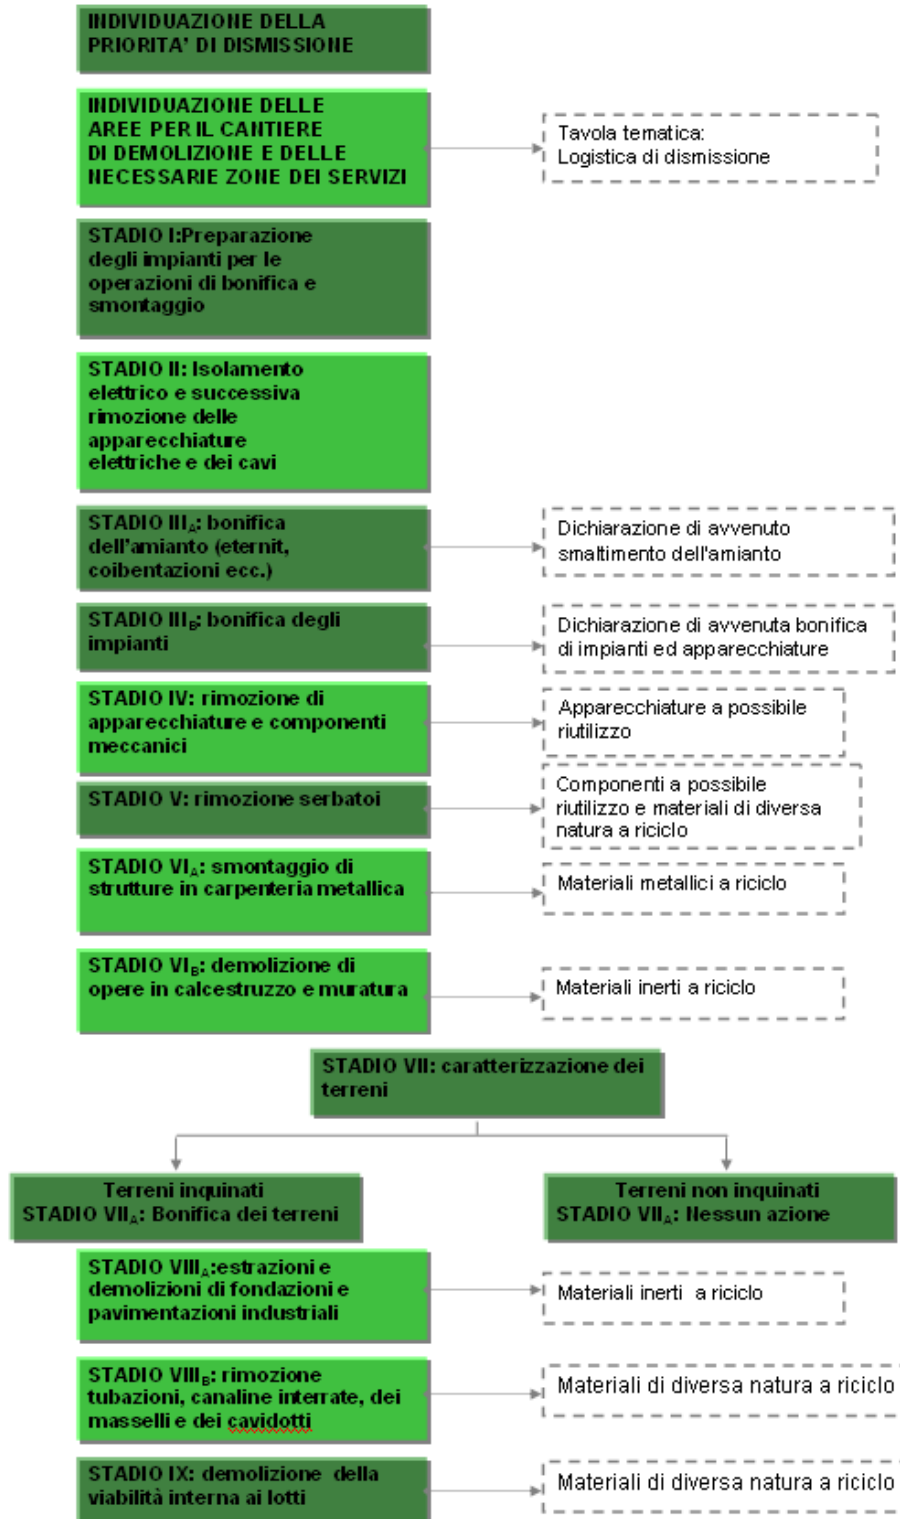 INDIVIDUAZIONE DELLA
PRIORITA' DI DISMISSIONE
INDIVIDUAZIONE DELLE
AREE PER IL CANTIERE
DI DEMOLIZIONE E DELLE
NECESSARIE ZONE DEI SERVIZI
Tavola tematica:
Logistica di dismissione
STADIO I:Preparazione
degli impianti per le
operazioni di bonifica e
smontaggio
STADIO II: Isolamento
elettrico e successiva
rimozione delle
apparecchiature
elettriche e dei cavi
STADIO IIIA: bonifica
dell'amianto (eternit,
coibentazioni ecc.)
Dichiarazione di avvenuto
smaltimento dell'amianto
STADIO IIIB: bonifica degli
impianti
Dichiarazione di avvenuta bonifica
di impianti ed apparecchiature
STADIO IV: rimozione di
apparecchiature e componenti
meccanici
Apparecchiature a possibile
riutilizzo
STADIO V: rimozione serbatoi
Componenti a possibile
riutilizzo e materiali di diversa
natura a riciclo
STADIO VIA: smontaggio di
strutture in carpenteria metallica
Materiali metallici a riciclo
STADIO VIB: demolizione di
opere in calcestruzzo e muratura
Materiali inerti a riciclo
STADIO VII: caratterizzazione dei
terreni
Terreni inquinati
STADIO VIIA: Bonifica dei terreni
Terreni non inquinati
STADIO VIIA: Nessun azione
STADIO VIIIA:estrazioni e
demolizioni di fondazioni e
pavimentazioni industriali
Materiali inerti a riciclo
STADIO VIIIB: rimozione
tubazioni, canaline interrate, dei
masselli e dei cavidotti
Materiali di diversa natura a riciclo
STADIO IX: demolizione della
viabilità interna ai lotti
Materiali di diversa natura a riciclo